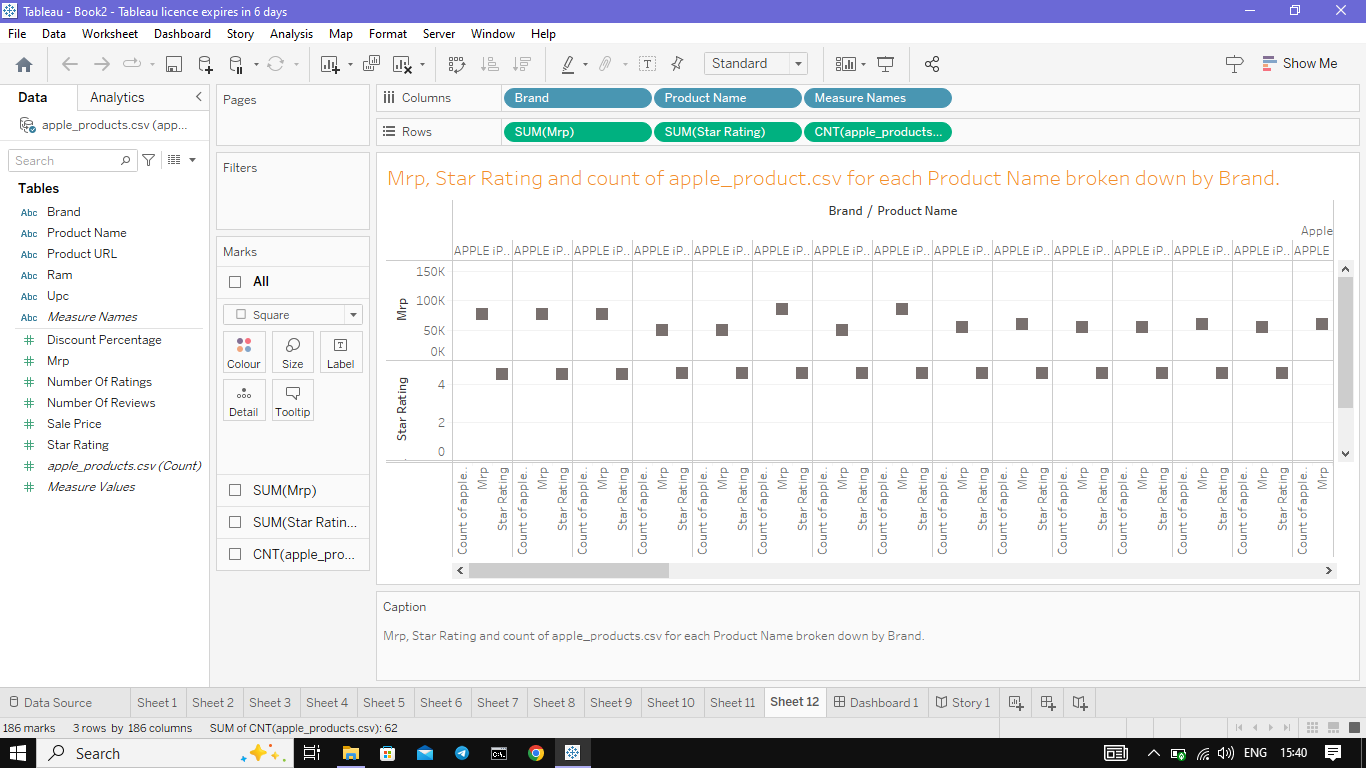 Tableau - Book2 - Tableau licence expires in 6 days
File Data Worksheet Dashboard Story Analysis Map Format Server Window Help
Standard
Show Me
Data Analytics
apple_products.csv (app...
Search
Tables
Abc Brand
Abc Product Name
Abc Product URL
Abc Ram
Abc Upc
Abc Measure Names
# Discount Percentage
# Mrp
# Number Of Ratings
# Number Of Reviews
# Sale Price
# Star Rating
# apple_products.csv (Count)
# Measure Values
Pages
Filters
Marks
All
Square
Colour Size Label
Detail Tooltip
SUM(Mrp)
SUM(Star Ratin...
CNT(apple_pro...
Columns Brand Product Name Measure Names
Rows SUM(Mrp) SUM(Star Rating) CNT(apple_products...
Mrp, Star Rating and count of apple_product.csv for each Product Name broken down by Brand.
Brand / Product Name
Apple
APPLE iP.. APPLE iP.. APPLE iP.. APPLE iP.. APPLE iP.. APPLE iP.. APPLE iP.. APPLE iP.. APPLE iP.. APPLE iP.. APPLE iP.. APPLE iP.. APPLE iP.. APPLE iP.. APPLE
Mrp
150K
100K
50K
0K
Star Rating
4
2
0
Count of apple.. Mrp Star Rating Count of apple.. Mrp Star Rating Count of apple.. Mrp Star Rating Count of apple.. Mrp Star Rating Count of apple.. Mrp Star Rating Count of apple.. Mrp Star Rating Count of apple.. Mrp Star Rating Count of apple.. Mrp Star Rating Count of apple.. Mrp Star Rating Count of apple.. Mrp Star Rating Count of apple.. Mrp Star Rating Count of apple.. Mrp Star Rating Count of apple.. Mrp Star Rating Count of apple.. Mrp Star Rating Count of apple.. Mrp
Caption
Mrp, Star Rating and count of apple_products.csv for each Product Name broken down by Brand.
Data Source Sheet 1 Sheet 2 Sheet 3 Sheet 4 Sheet 5 Sheet 6 Sheet 7 Sheet 8 Sheet 9 Sheet 10 Sheet 11 Sheet 12 Dashboard 1 Story 1
186 marks 3 rows by 186 columns SUM of CNT(apple_products.csv): 62
Search
ENG 15:40